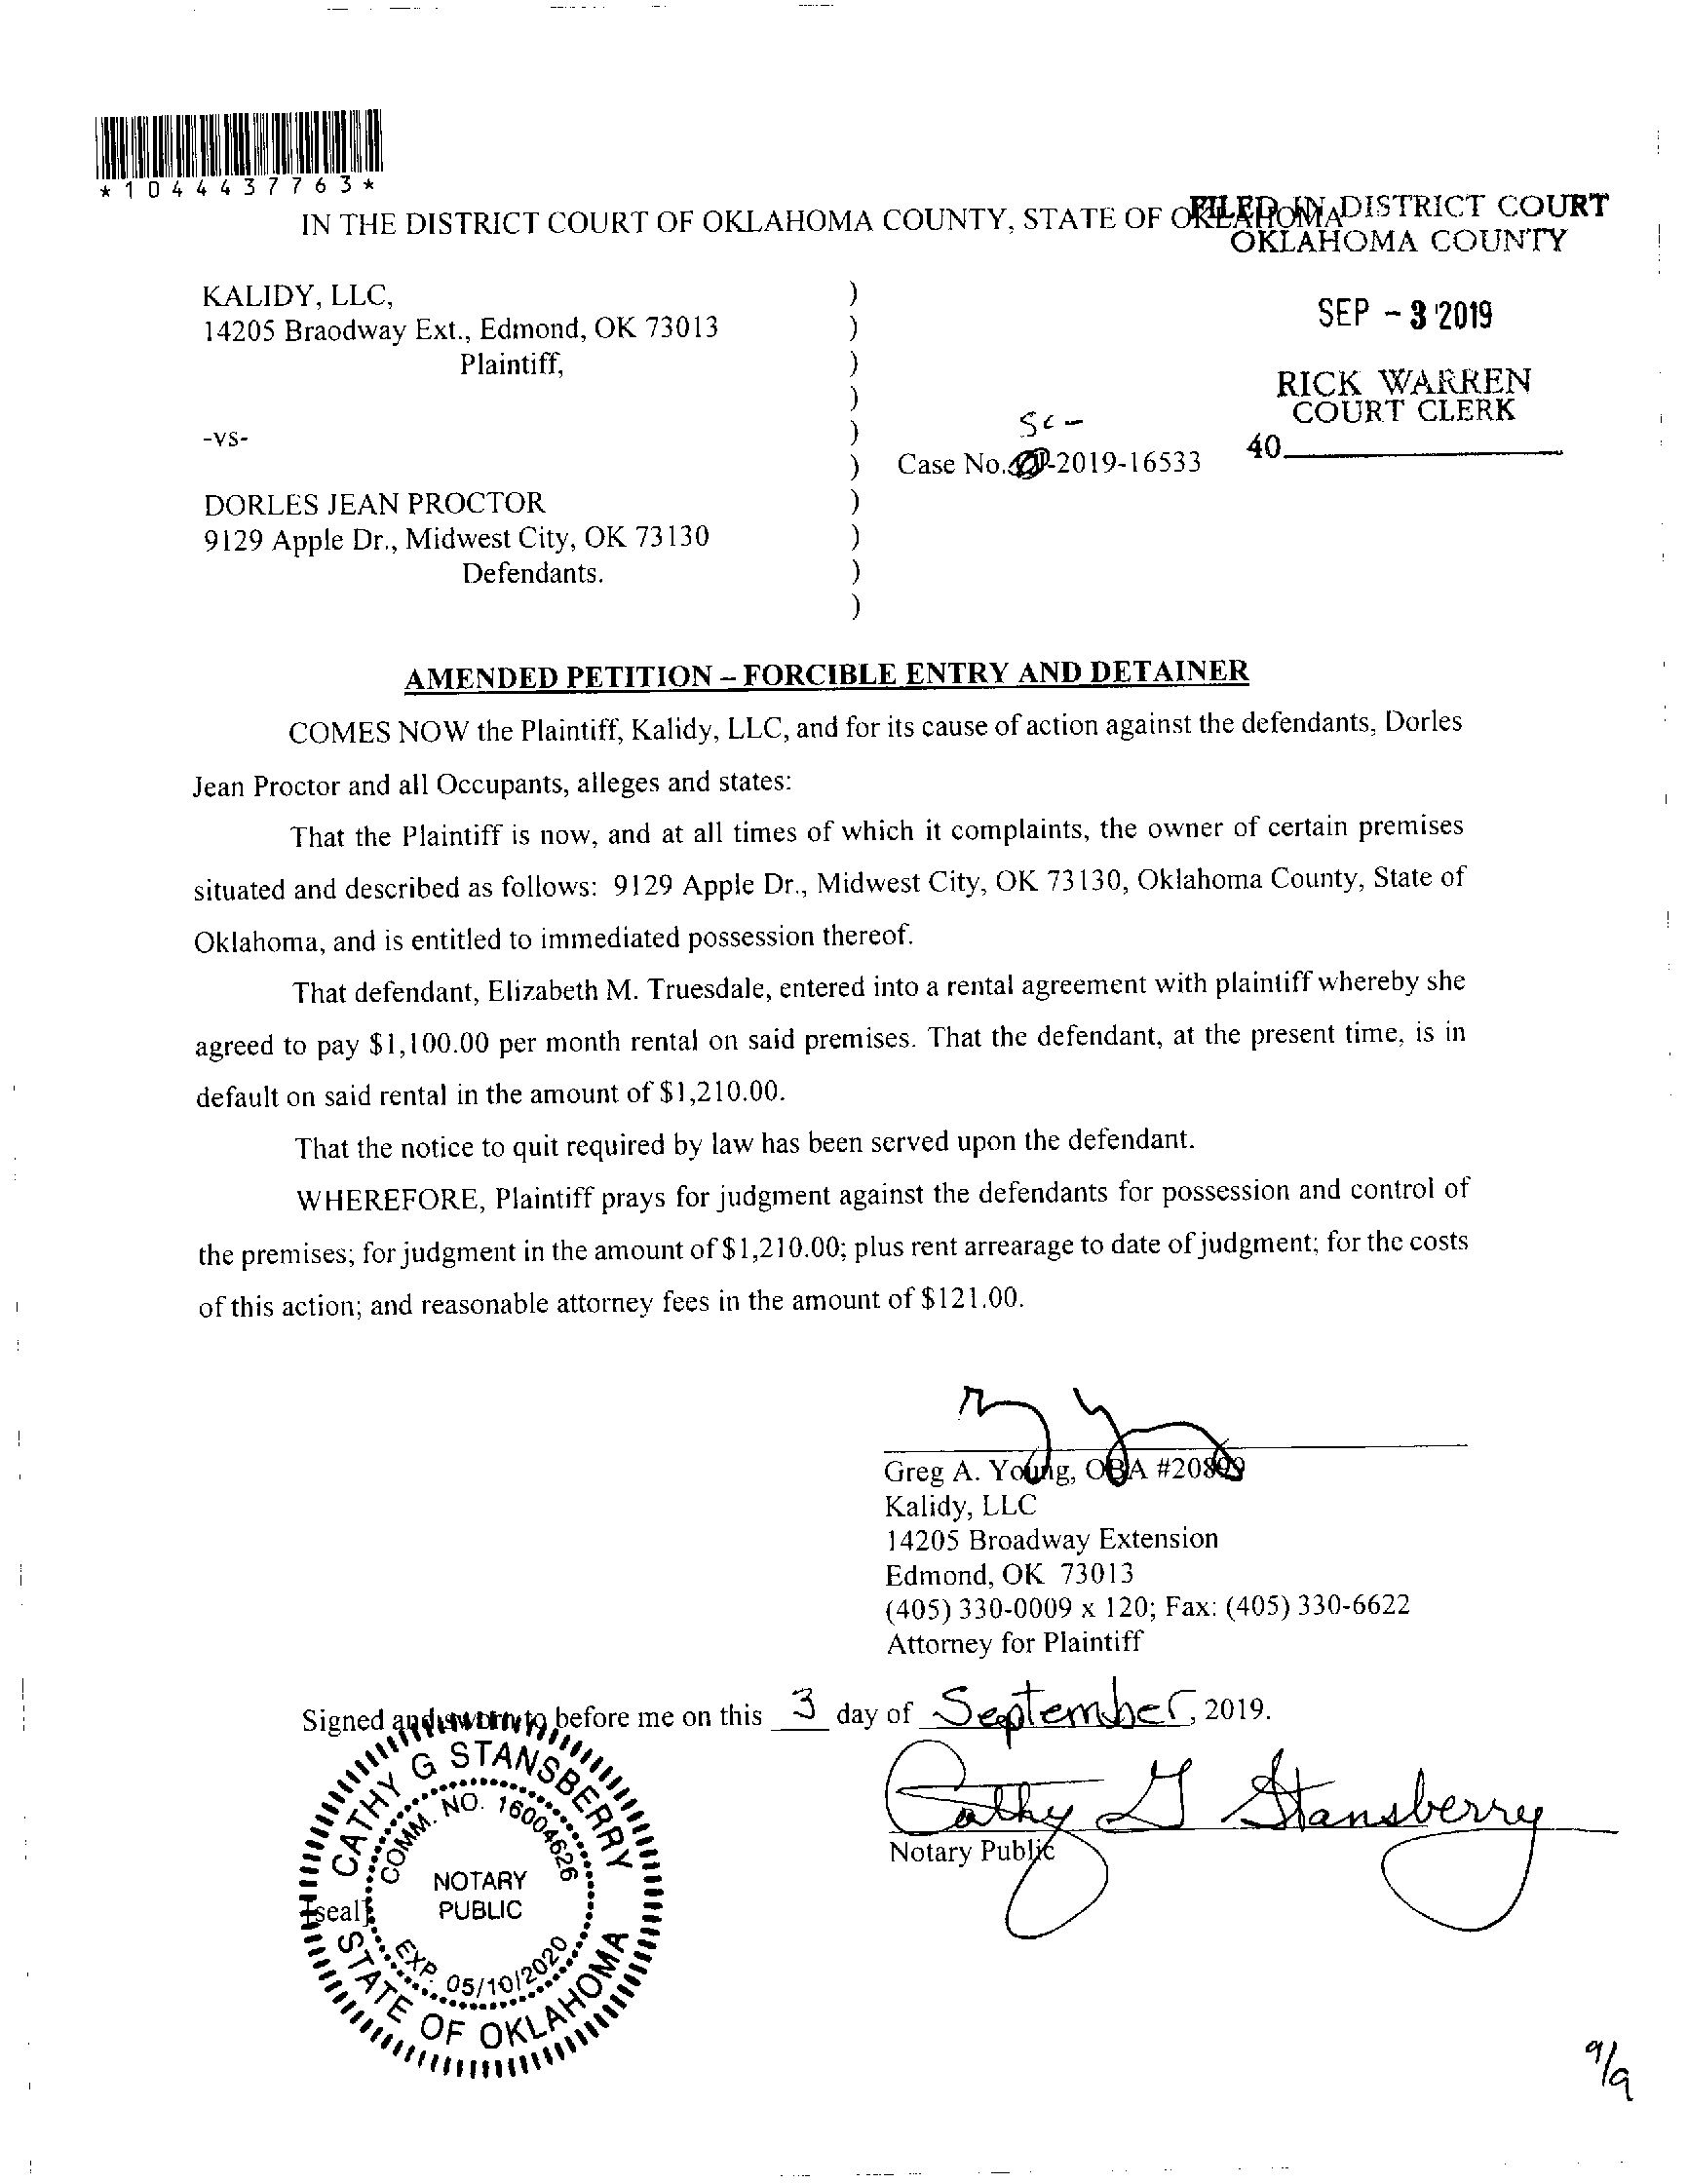 *1044437763*
IN THE DISTRICT COURT OF OKLAHOMA COUNTY, STATE OF OKLAHOMA
FILED IN DISTRICT COURT
OKLAHOMA COUNTY
SEP - 3 2019
RICK WARREN
COURT CLERK
40
KALIDY, LLC, )
14205 Braodway Ext., Edmond, OK 73013 )
Plaintiff, )
)
-vs- )
SC -
) Case No. -2019-16533
DORLES JEAN PROCTOR )
9129 Apple Dr., Midwest City, OK 73130 )
Defendants. )
)
AMENDED PETITION – FORCIBLE ENTRY AND DETAINER
COMES NOW the Plaintiff, Kalidy, LLC, and for its cause of action against the defendants, Dorles
Jean Proctor and all Occupants, alleges and states:
That the Plaintiff is now, and at all times of which it complaints, the owner of certain premises
situated and described as follows: 9129 Apple Dr., Midwest City, OK 73130, Oklahoma County, State of
Oklahoma, and is entitled to immediated possession thereof.
That defendant, Elizabeth M. Truesdale, entered into a rental agreement with plaintiff whereby she
agreed to pay $1,100.00 per month rental on said premises. That the defendant, at the present time, is in
default on said rental in the amount of $1,210.00.
That the notice to quit required by law has been served upon the defendant.
WHEREFORE, Plaintiff prays for judgment against the defendants for possession and control of
the premises; for judgment in the amount of $1,210.00; plus rent arrearage to date of judgment; for the costs
of this action; and reasonable attorney fees in the amount of $121.00.
Greg A. Young, OBA #20899
Kalidy, LLC
14205 Broadway Extension
Edmond, OK 73013
(405) 330-0009 x 120; Fax: (405) 330-6622
Attorney for Plaintiff
Signed and sworn to before me on this 3 day of September, 2019.
Cathy G Stansberry
Notary Public
[seal]
CATHY G STANSBERRY
COMM. NO. 16004626
NOTARY
PUBLIC
EXP. 05/10/2020
STATE OF OKLAHOMA
9/9